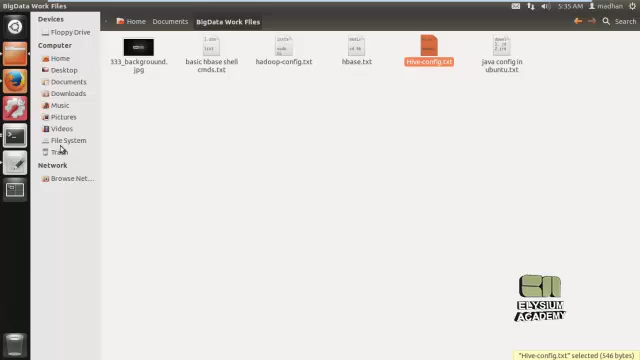 BigData Work Files
5:35 AM madhan
Devices
Floppy Drive
Computer
Home
Desktop
Documents
Downloads
Music
Pictures
Videos
File System
Trash
Network
Browse Net...
Home Documents BigData Work Files
Search
333_background.
jpg
basic hbase shell
cmds.txt
hadoop-config.txt
hbase.txt
Hive-config.txt
java config in
ubuntu.txt
ELYSIUM
ACADEMY
"Hive-config.txt" selected (546 bytes)